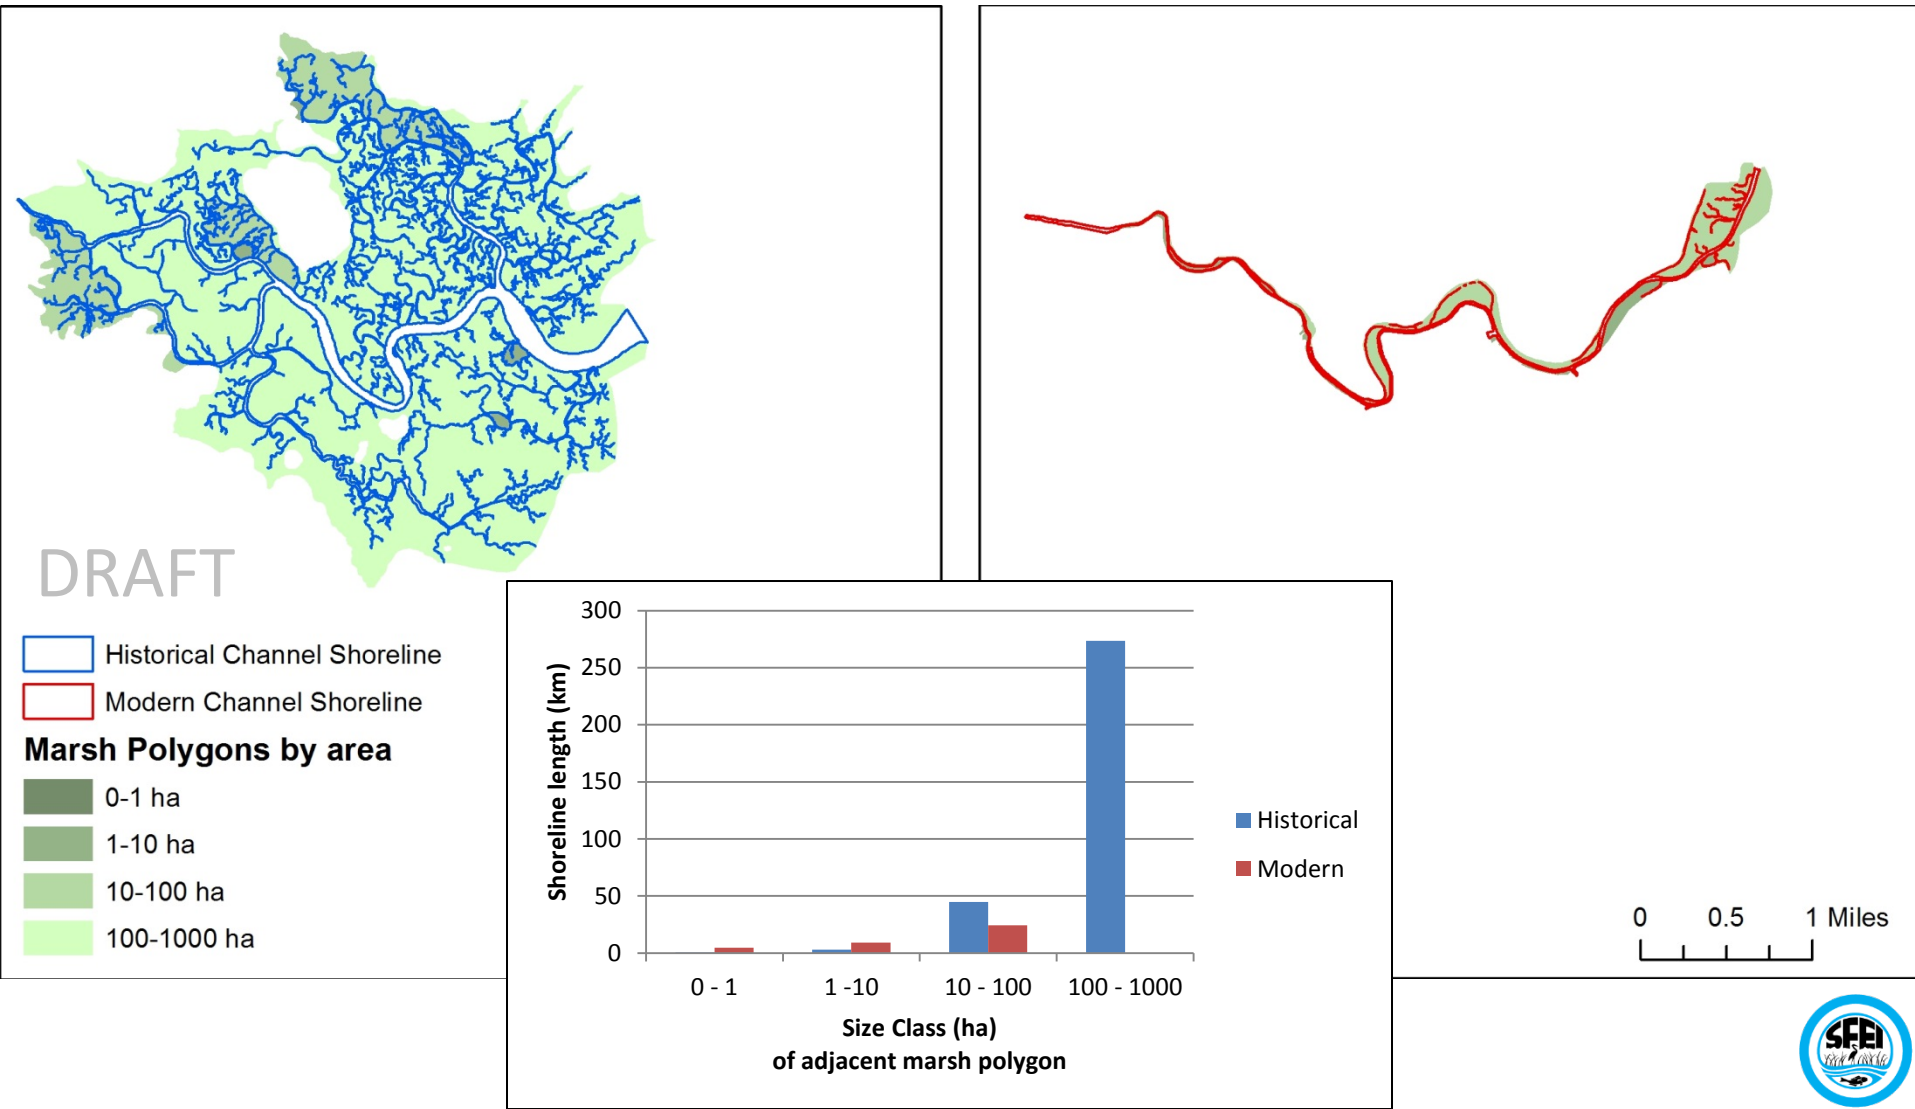 DRAFT
Historical Channel Shoreline
Modern Channel Shoreline
Marsh Polygons by area
0-1 ha
1-10 ha
10-100 ha
100-1000 ha
300
250
200
150
100
50
0
Shoreline length (km)
0 - 1
1 -10
10 - 100
100 - 1000
Size Class (ha)
of adjacent marsh polygon
Historical
Modern
0 0.5 1 Miles
SFEI